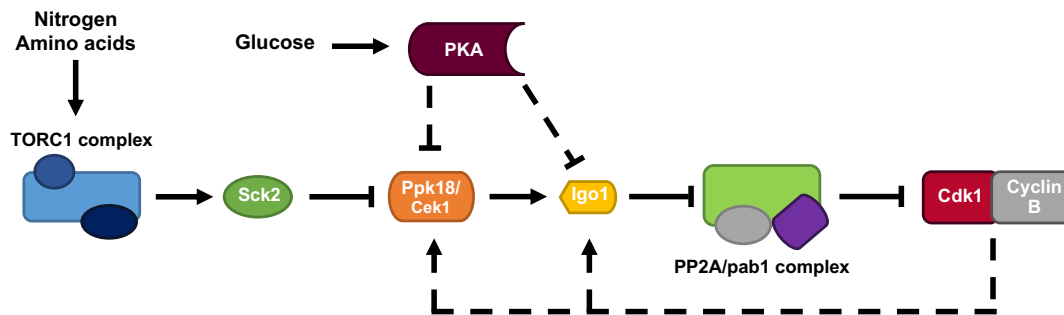 Nitrogen
Amino acids
Glucose
PKA
TORC1 complex
Sck2
Ppk18/
Cek1
Igo1
Cdk1
Cyclin
B
PP2A/pab1 complex